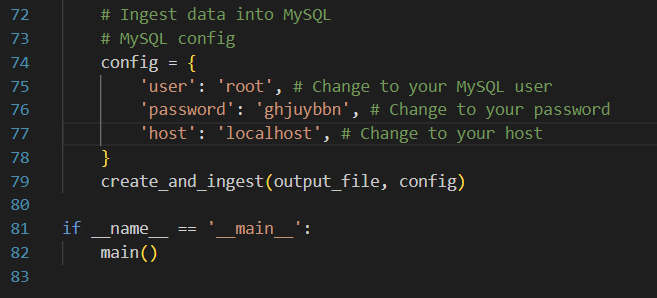 72 # Ingest data into MySQL
73 # MySQL config
74 config = {
75 'user': 'root', # Change to your MySQL user
76 'password': 'ghjuybbn', # Change to your password
77 'host': 'localhost', # Change to your host
78 }
79 create_and_ingest(output_file, config)
80
81 if __name__ == '__main__':
82 main()
83